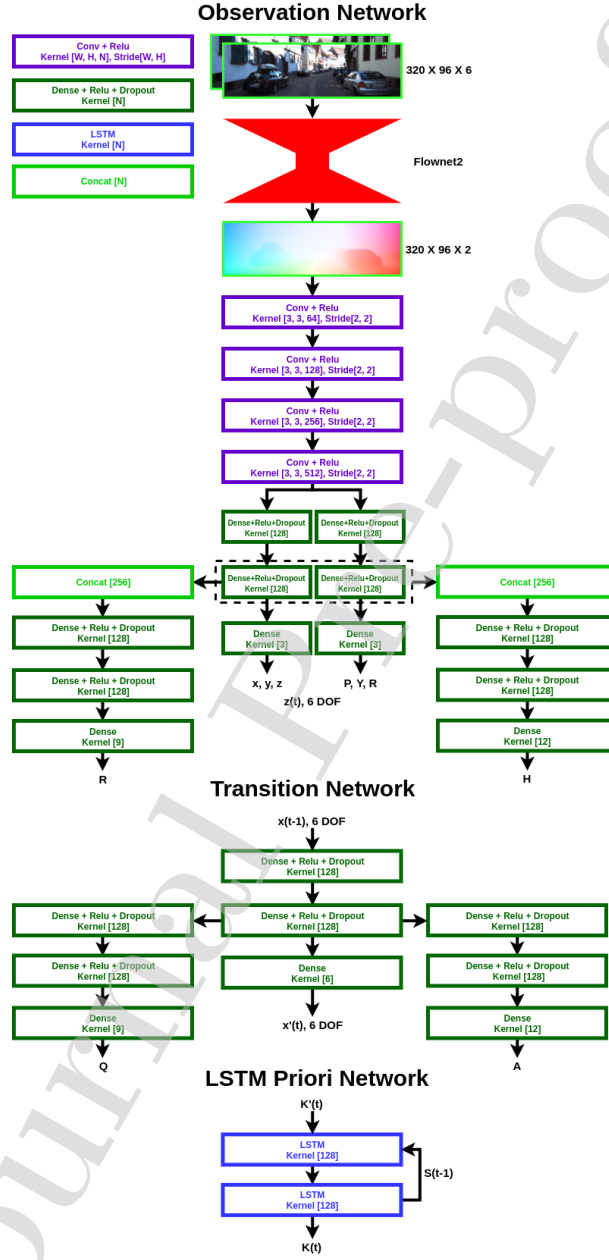 Observation Network
Conv + Relu
Kernel [W, H, N], Stride[W, H]
Dense + Relu + Dropout
Kernel [N]
LSTM
Kernel [N]
Concat [N]
320 X 96 X 6
Flownet2
320 X 96 X 2
Conv + Relu
Kernel [3, 3, 64], Stride[2, 2]
Conv + Relu
Kernel [3, 3, 128], Stride[2, 2]
Conv + Relu
Kernel [3, 3, 256], Stride[2, 2]
Conv + Relu
Kernel [3, 3, 512], Stride[2, 2]
Dense+Relu+Dropout
Kernel [128]
Dense+Relu+Dropout
Kernel [128]
Dense+Relu+Dropout
Kernel [128]
Dense+Relu+Dropout
Kernel [128]
Dense
Kernel [3]
Dense
Kernel [3]
x, y, z
P, Y, R
z(t), 6 DOF
Concat [256]
Dense + Relu + Dropout
Kernel [128]
Dense + Relu + Dropout
Kernel [128]
Dense
Kernel [9]
R
Concat [256]
Dense + Relu + Dropout
Kernel [128]
Dense + Relu + Dropout
Kernel [128]
Dense
Kernel [12]
H
Transition Network
x(t-1), 6 DOF
Dense + Relu + Dropout
Kernel [128]
Dense + Relu + Dropout
Kernel [128]
Dense
Kernel [6]
x'(t), 6 DOF
Dense + Relu + Dropout
Kernel [128]
Dense + Relu + Dropout
Kernel [128]
Dense
Kernel [9]
Q
Dense + Relu + Dropout
Kernel [128]
Dense + Relu + Dropout
Kernel [128]
Dense
Kernel [12]
A
LSTM Priori Network
K'(t)
LSTM
Kernel [128]
LSTM
Kernel [128]
S(t-1)
K(t)
ournal Pre-proo